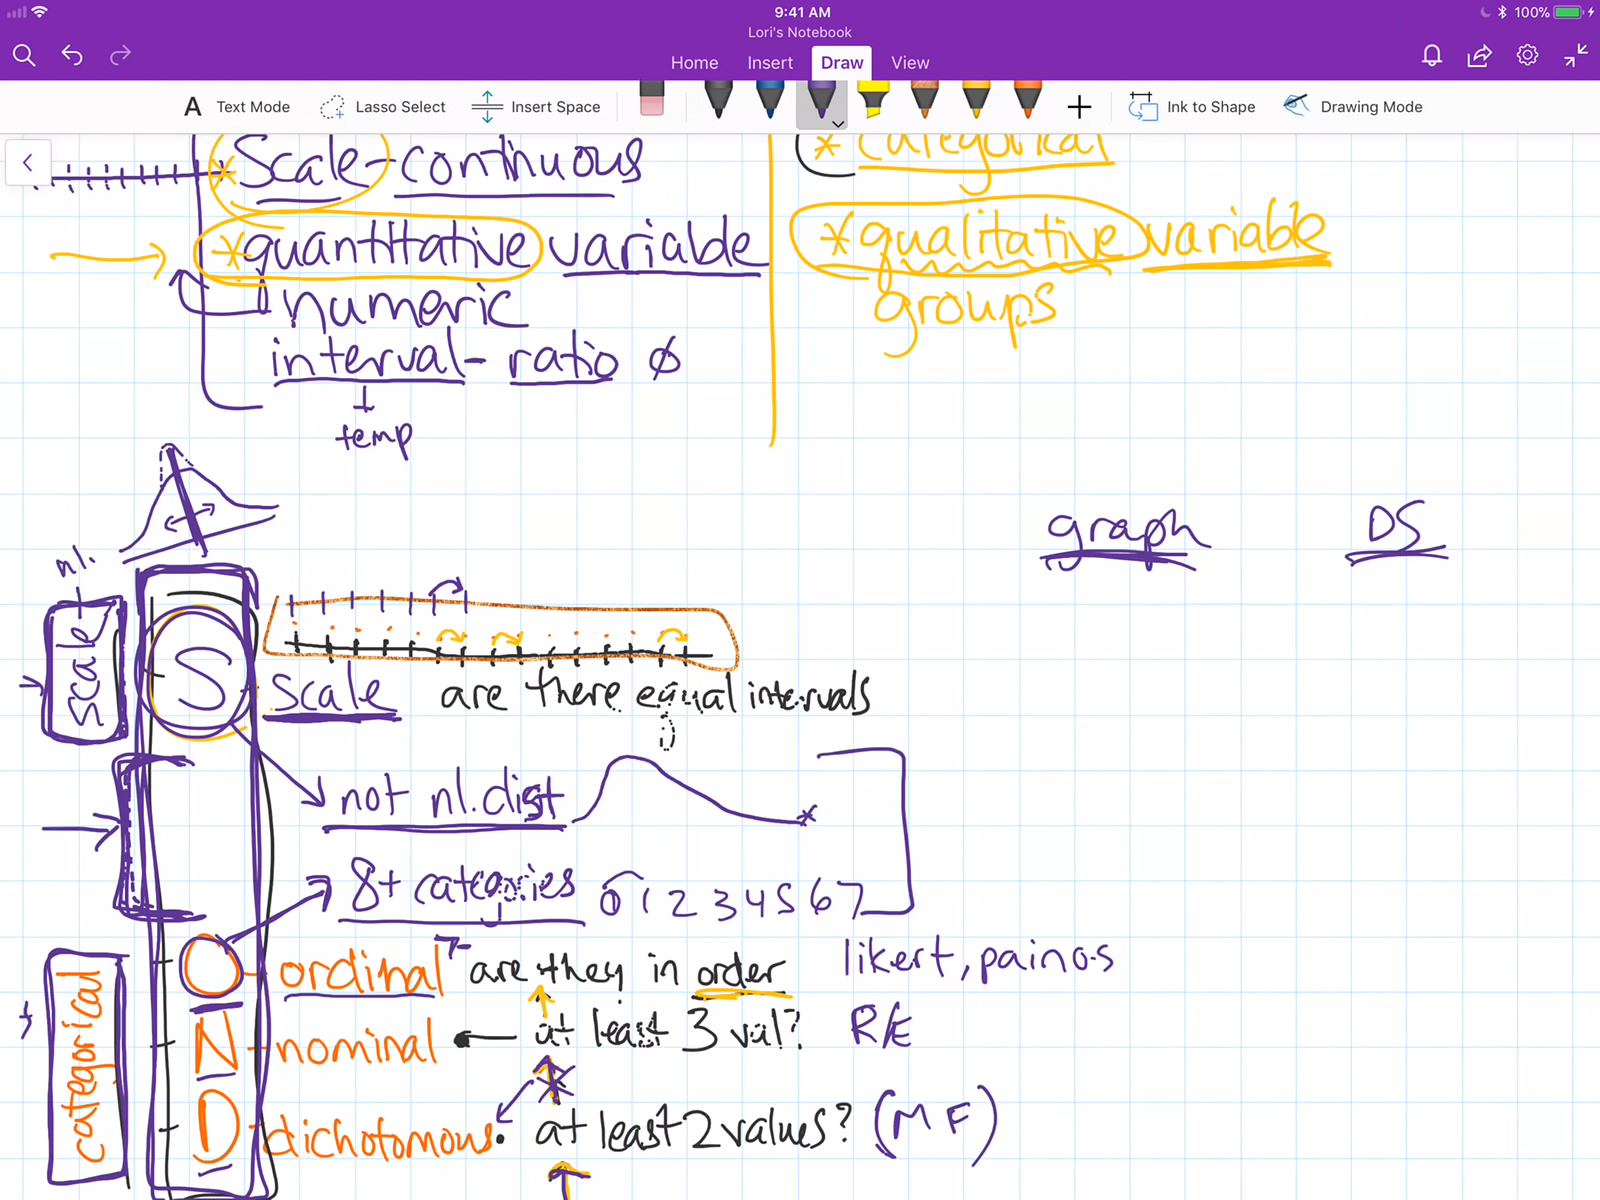 9:41 AM
100%
Lori's Notebook
Home Insert Draw View
Text Mode Lasso Select Insert Space Ink to Shape Drawing Mode
*Scale-continuous
*quantitative variable
numeric
interval- ratio ø
temp
*categorical
*qualitative variable
groups
graph DS
nl.
Scale
S
scale are there equal intervals
not nl. dist
8+ categories 0 1 2 3 4 5 6 7
categorical
O - ordinal are they in order likert, pain
N - nominal at least 3 val? R/E
D - dichotomous. at least 2 values? (M F)